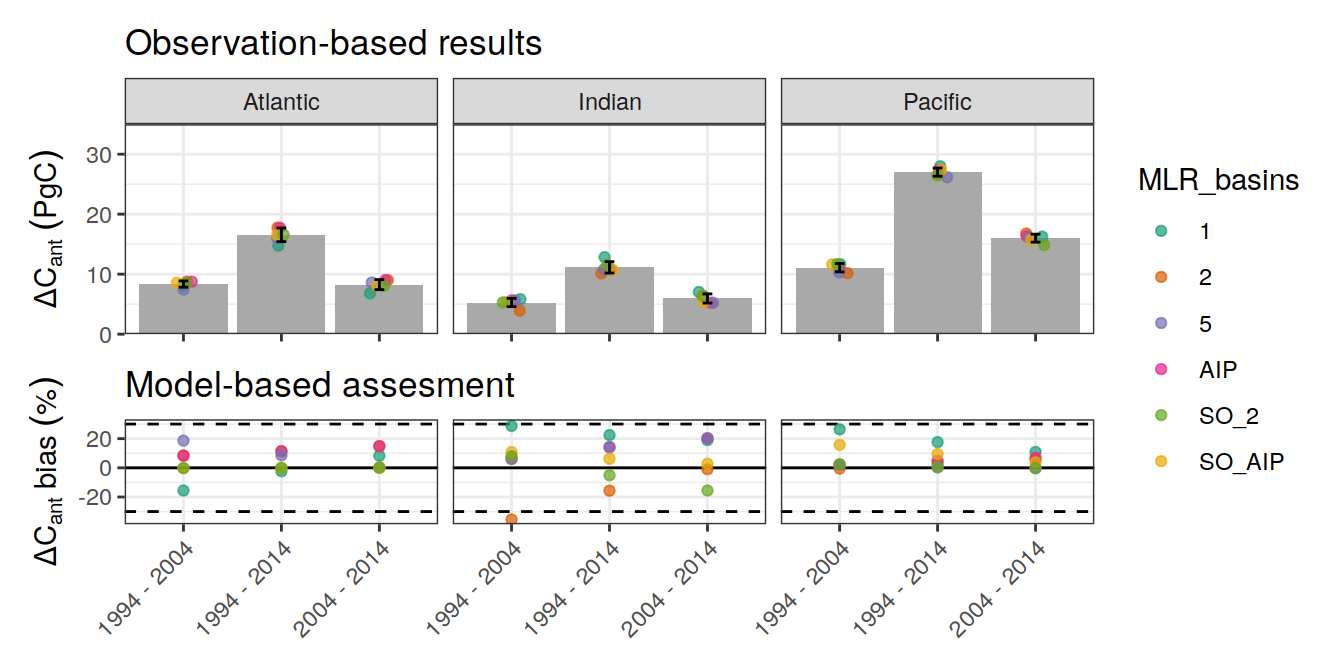 Observation-based results
Atlantic Indian Pacific
ΔCant (PgC)
30
20
10
0
Model-based assesment
ΔCant bias (%)
20
0
-20
1994 - 2004 1994 - 2014 2004 - 2014 1994 - 2004 1994 - 2014 2004 - 2014 1994 - 2004 1994 - 2014 2004 - 2014
MLR_basins
1
2
5
AIP
SO_2
SO_AIP